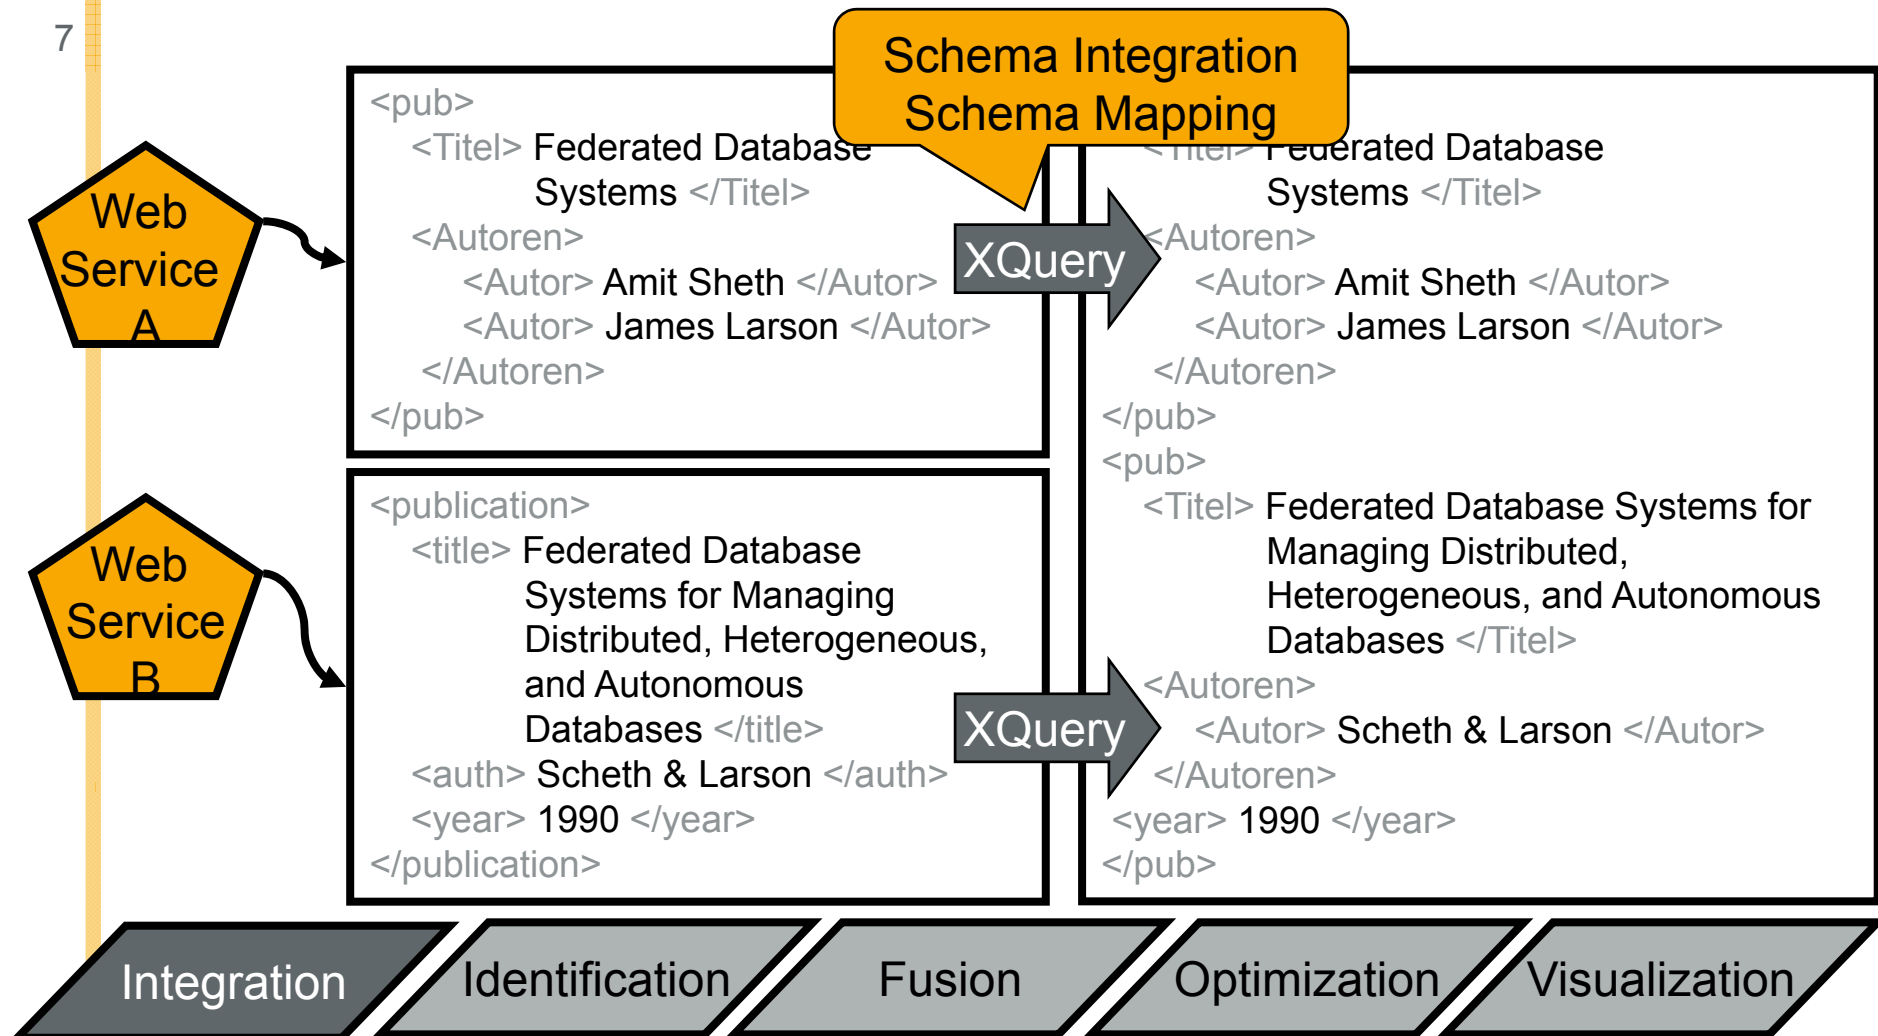 7
Schema Integration
Schema Mapping
Web
Service
A
<pub>
<Titel> Federated Database
Systems </Titel>
<Autoren>
<Autor> Amit Sheth </Autor>
<Autor> James Larson </Autor>
</Autoren>
</pub>
XQuery
<Titel> Federated Database
Systems </Titel>
<Autoren>
<Autor> Amit Sheth </Autor>
<Autor> James Larson </Autor>
</Autoren>
</pub>
<pub>
<Titel> Federated Database Systems for
Managing Distributed,
Heterogeneous, and Autonomous
Databases </Titel>
<Autoren>
<Autor> Scheth & Larson </Autor>
</Autoren>
<year> 1990 </year>
</pub>
Web
Service
B
<publication>
<title> Federated Database
Systems for Managing
Distributed, Heterogeneous,
and Autonomous
Databases </title>
<auth> Scheth & Larson </auth>
<year> 1990 </year>
</publication>
XQuery
Integration
Identification
Fusion
Optimization
Visualization